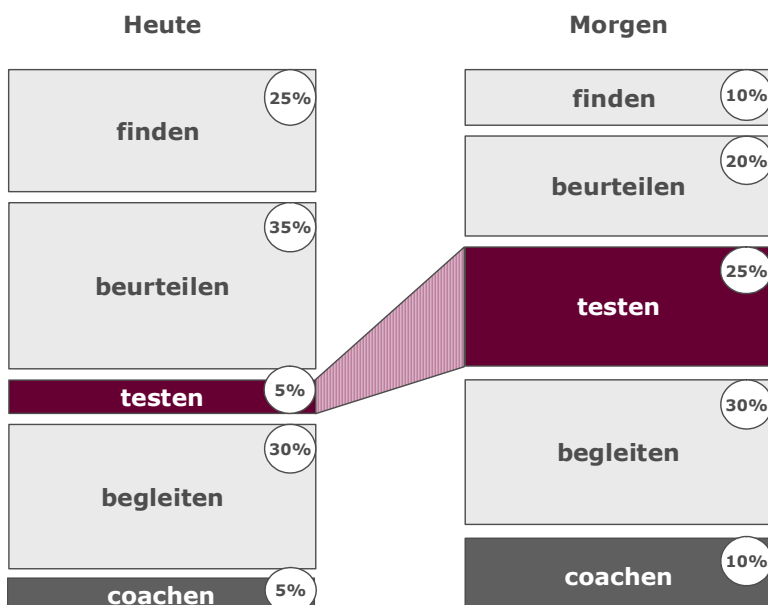 Heute
25%
finden
35%
beurteilen
5%
testen
30%
begleiten
5%
coachen
Morgen
10%
finden
20%
beurteilen
25%
testen
30%
begleiten
10%
coachen